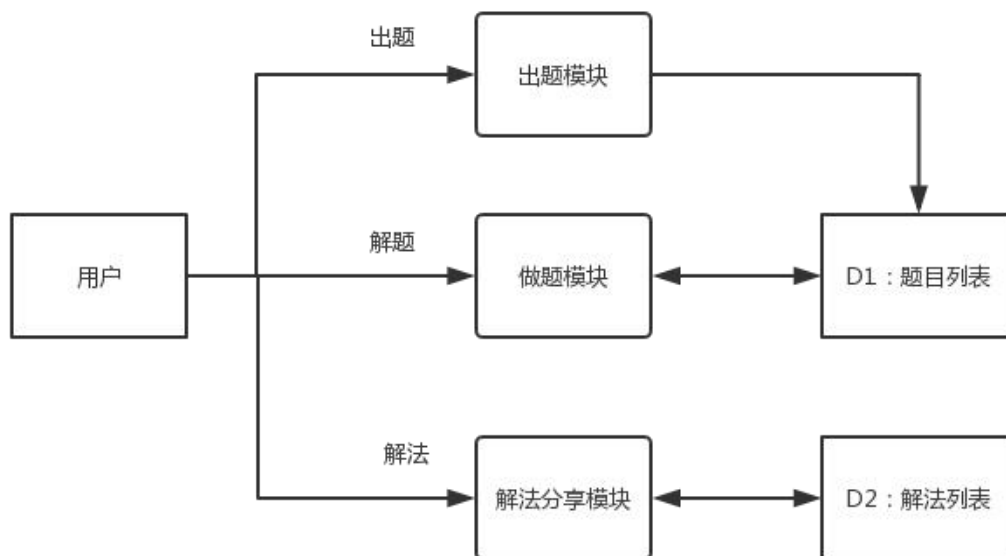 出题
出题模块
用户
解题
做题模块
D1：题目列表
解法
解法分享模块
D2：解法列表